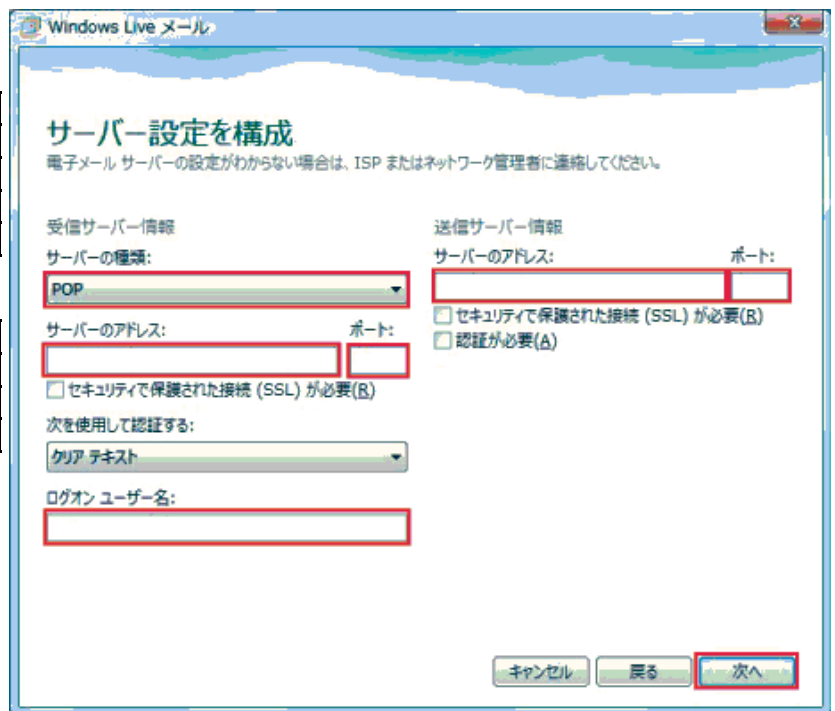 Windows Live メール
サーバー設定を構成
電子メール サーバーの設定がわからない場合は、ISP またはネットワーク管理者に連絡してください。
受信サーバー情報
サーバーの種類:
POP
サーバーのアドレス:
ポート:
セキュリティで保護された接続 (SSL) が必要(R)
次を使用して認証する:
クリア テキスト
ログオン ユーザー名:
送信サーバー情報
サーバーのアドレス:
ポート:
セキュリティで保護された接続 (SSL) が必要(R)
認証が必要(A)
キャンセル
戻る
次へ